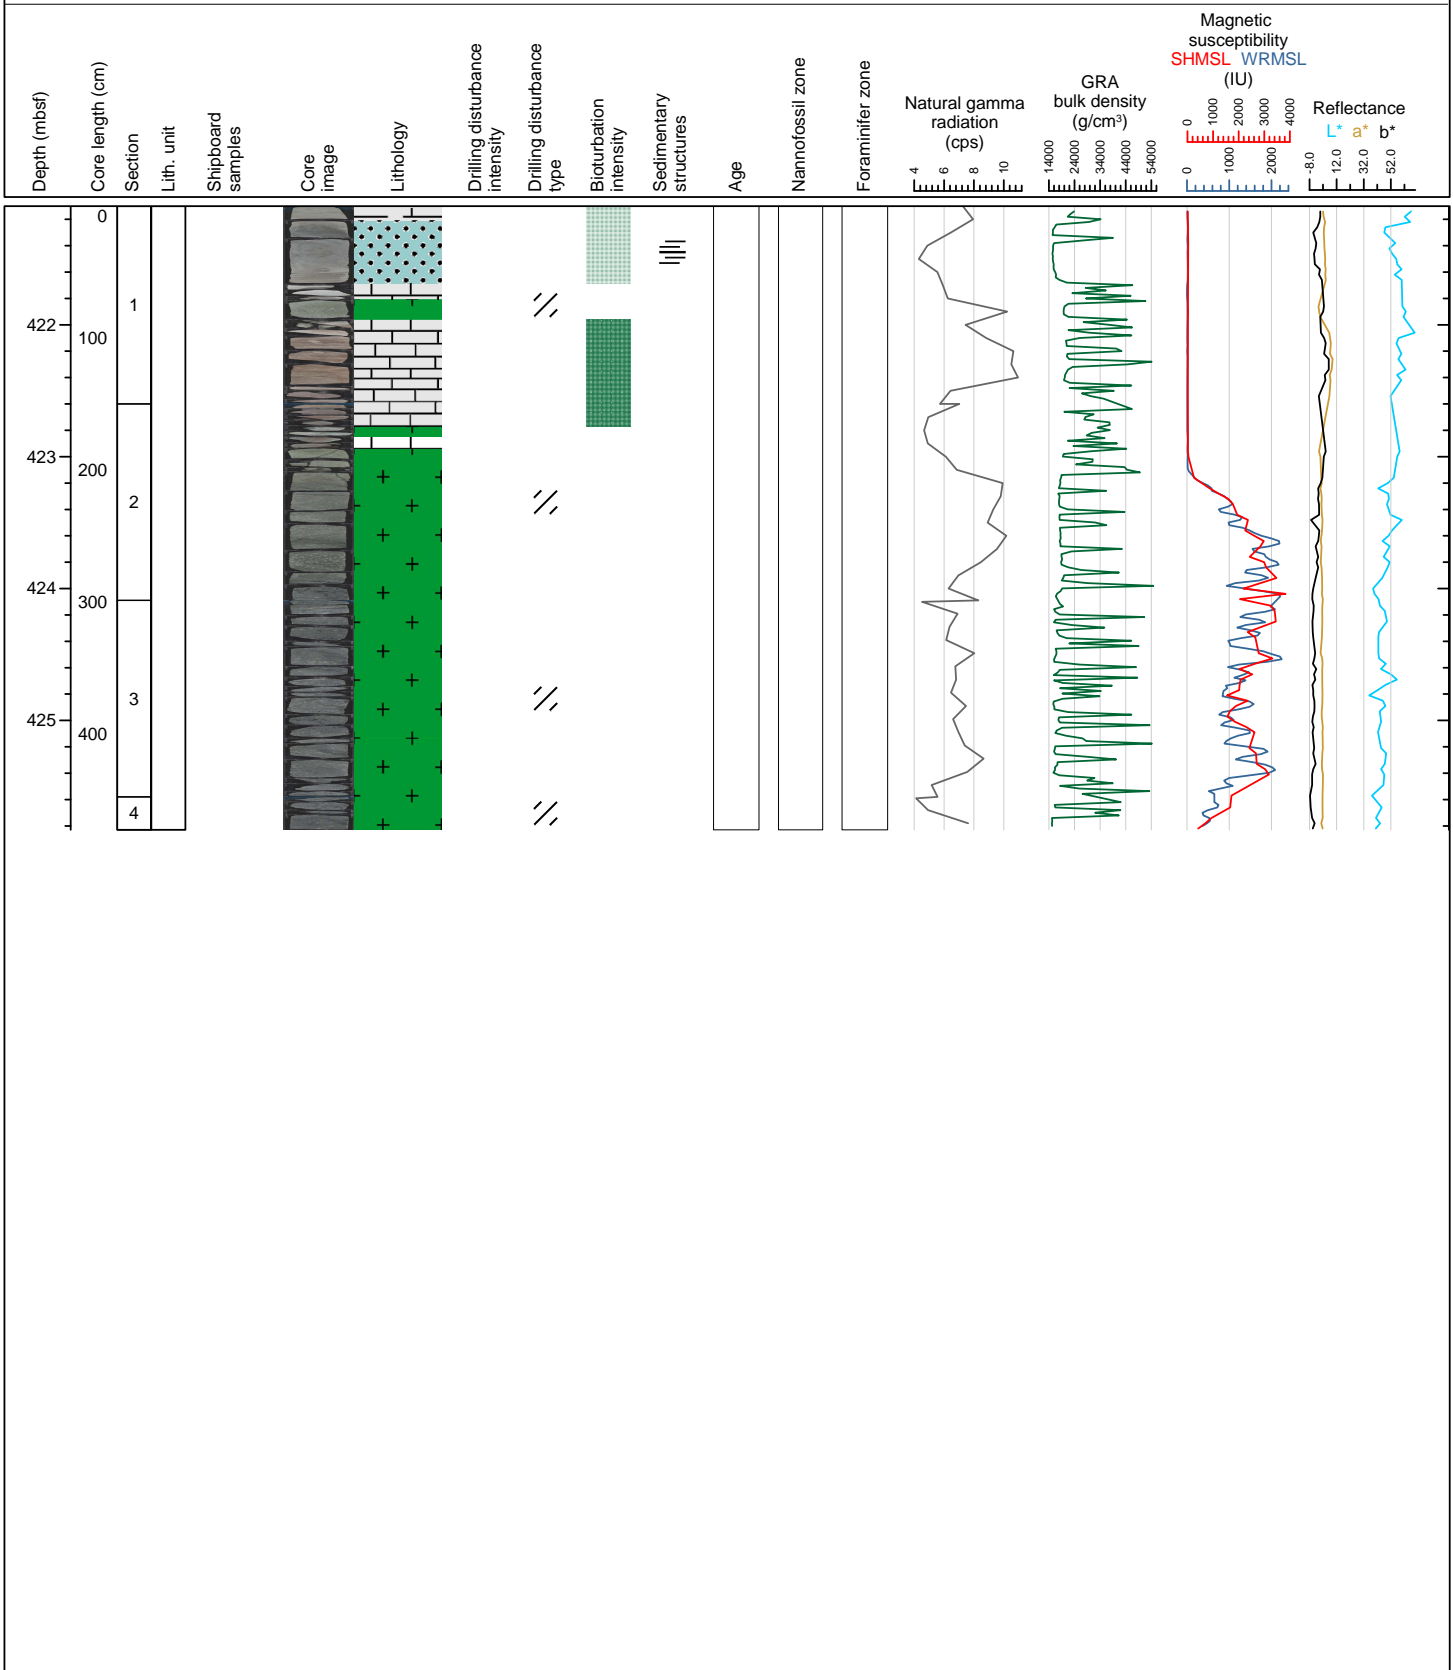 Depth (mbsf)
Core length (cm)
Section
Lith. unit
Shipboard
samples
Core
image
Lithology
Drilling disturbance
intensity
Drilling disturbance
type
Bioturbation
intensity
Sedimentary
structures
Age
Nannofossil zone
Foraminifer zone
Natural gamma
radiation
(cps)
4 6 8 10
GRA
bulk density
(g/cm³)
14000 24000 34000 44000 54000
Magnetic
susceptibility
SHMSL WRMSL
(IU)
0 1000 2000 3000 4000
0 1000 2000
Reflectance
L* a* b*
-8.0 12.0 32.0 52.0
0
1
422
100
423
200
2
424
300
3
425
400
4